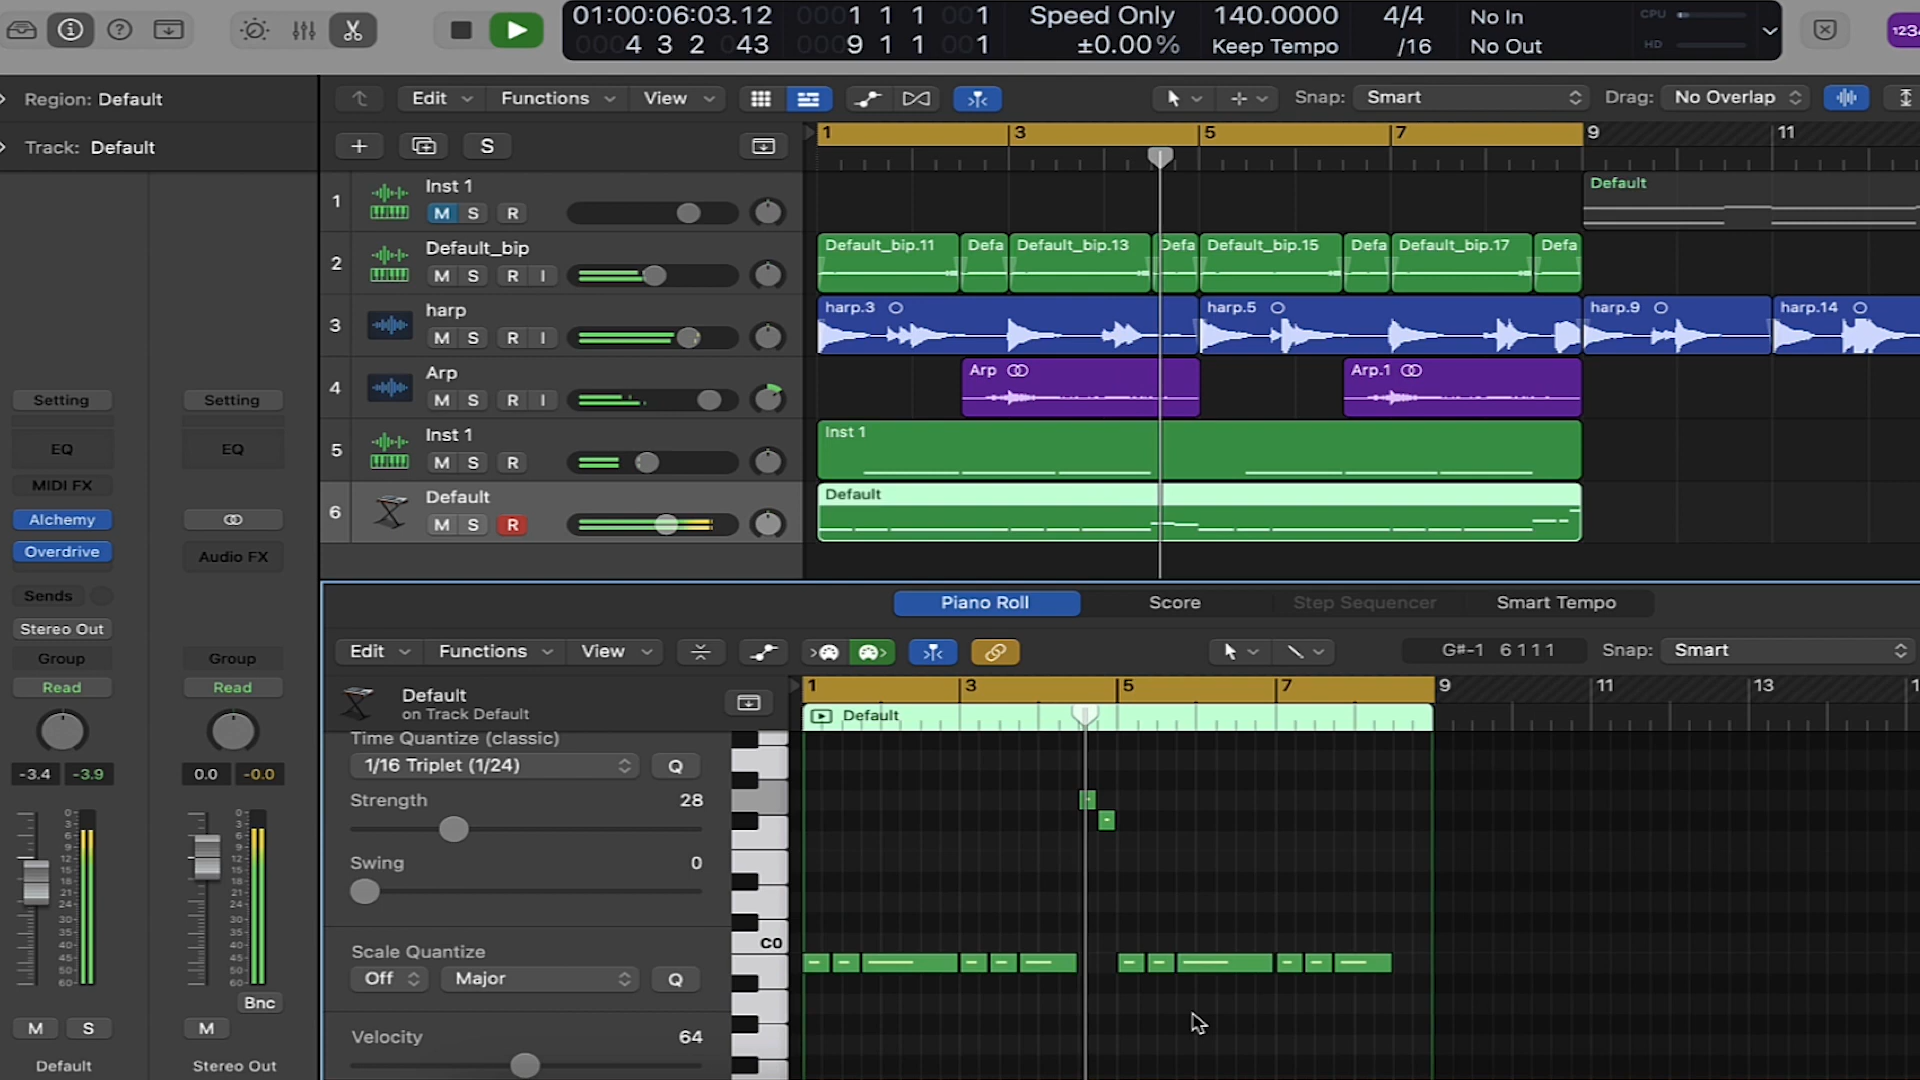 01:00:06:03.12
0001 1 1 001
Speed Only
140.0000
4/4
No In
CPU
1234
0004 3 2 043
0009 1 1 001
±0.00%
Keep Tempo
/16
No Out
HD
Region: Default
Edit
Functions
View
Snap: Smart
Drag: No Overlap
Track: Default
S
1
3
5
7
9
11
1
Inst 1
M S R
Default
2
Default_bip
M S R I
Default_bip.11
Defa
Default_bip.13
Defa
Default_bip.15
Defa
Default_bip.17
Defa
3
harp
M S R I
harp.3
harp.5
harp.9
harp.14
4
Arp
M S R I
Arp
Arp.1
5
Inst 1
M S R
Inst 1
6
Default
M S R
Default
Setting
Setting
EQ
EQ
MIDI FX
Alchemy
Overdrive
Audio FX
Sends
Stereo Out
Group
Group
Read
Read
-3.4
-3.9
0.0
-0.0
Bnc
M S
M
Default
Stereo Out
Piano Roll
Score
Step Sequencer
Smart Tempo
Edit
Functions
View
G#-1 6 1 1 1
Snap: Smart
Default
on Track Default
1
3
5
7
9
11
13
1
Default
Time Quantize (classic)
1/16 Triplet (1/24)
Q
Strength
28
Swing
0
Scale Quantize
Off
Major
Q
Velocity
64
C0